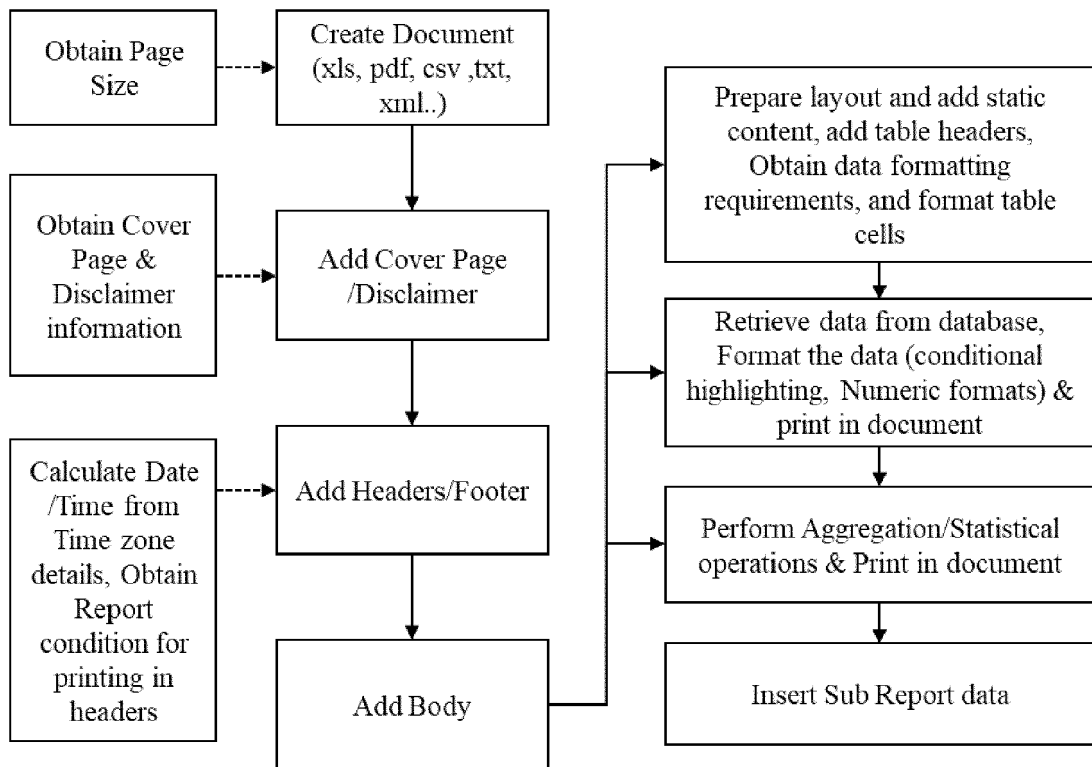 Obtain Page
Size
Create Document
(xls, pdf, csv ,txt,
xml..)
Obtain Cover
Page &
Disclaimer
information
Add Cover Page
/Disclaimer
Calculate Date
/Time from
Time zone
details, Obtain
Report
condition for
printing in
headers
Add Headers/Footer
Add Body
Prepare layout and add static
content, add table headers,
Obtain data formatting
requirements, and format table
cells
Retrieve data from database,
Format the data (conditional
highlighting, Numeric formats) &
print in document
Perform Aggregation/Statistical
operations & Print in document
Insert Sub Report data